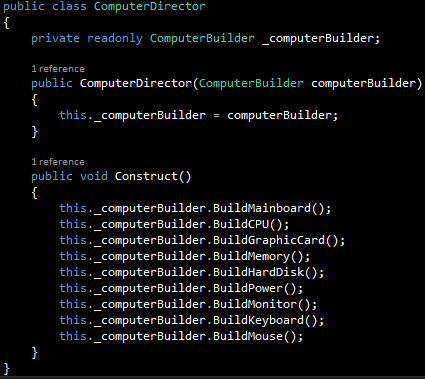 public class ComputerDirector
{
    private readonly ComputerBuilder _computerBuilder;
    1 reference
    public ComputerDirector(ComputerBuilder computerBuilder)
    {
        this._computerBuilder = computerBuilder;
    }
    1 reference
    public void Construct()
    {
        this._computerBuilder.BuildMainboard();
        this._computerBuilder.BuildCPU();
        this._computerBuilder.BuildGraphicCard();
        this._computerBuilder.BuildMemory();
        this._computerBuilder.BuildHardDisk();
        this._computerBuilder.BuildPower();
        this._computerBuilder.BuildMonitor();
        this._computerBuilder.BuildKeyboard();
        this._computerBuilder.BuildMouse();
    }
}